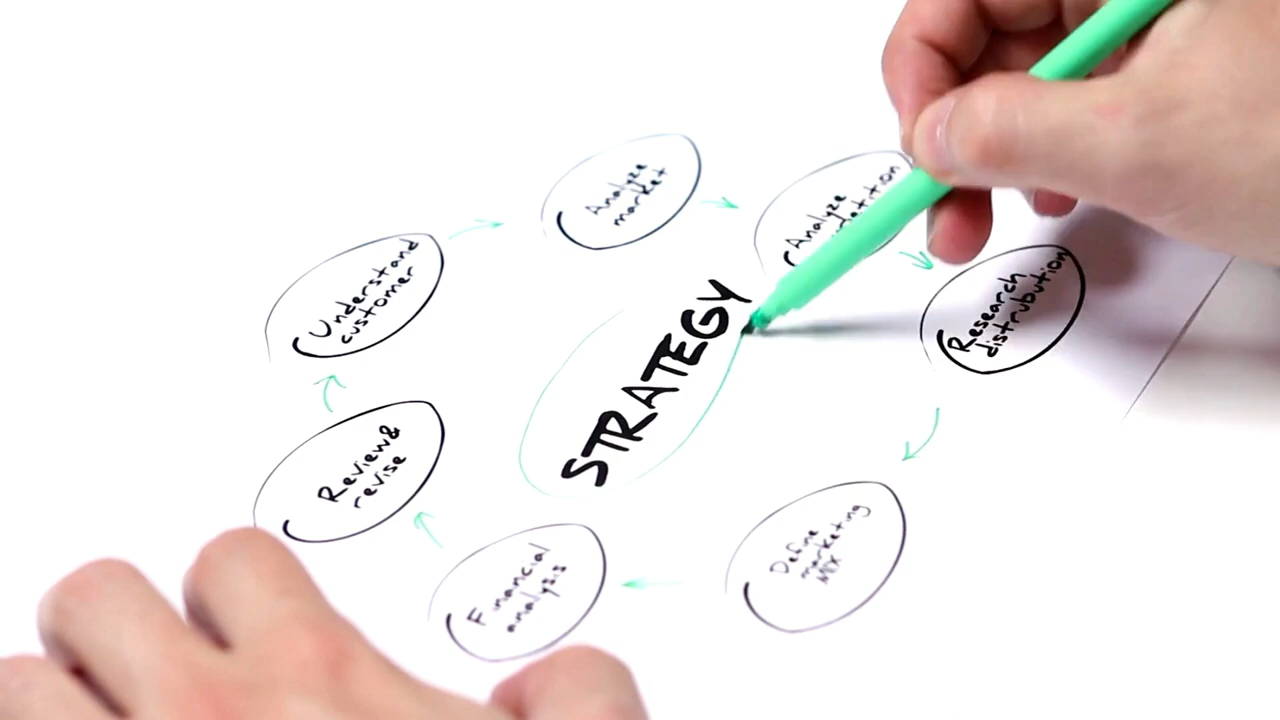 Analyze
market
Analyze
Understand
customer
Research
distrubution
STRATEGY
Review&
revise
Define
marketing
MIX
Financial
analysis